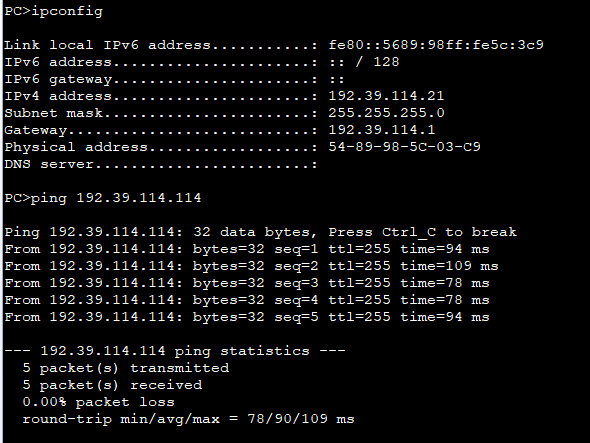 PC>ipconfig
Link local IPv6 address...........: fe80::5689:98ff:fe5c:3c9
IPv6 address......................: :: / 128
IPv6 gateway......................: ::
IPv4 address......................: 192.39.114.21
Subnet mask.......................: 255.255.255.0
Gateway...........................: 192.39.114.1
Physical address..................: 54-89-98-5C-03-C9
DNS server........................:
PC>ping 192.39.114.114
Ping 192.39.114.114: 32 data bytes, Press Ctrl_C to break
From 192.39.114.114: bytes=32 seq=1 ttl=255 time=94 ms
From 192.39.114.114: bytes=32 seq=2 ttl=255 time=109 ms
From 192.39.114.114: bytes=32 seq=3 ttl=255 time=78 ms
From 192.39.114.114: bytes=32 seq=4 ttl=255 time=78 ms
From 192.39.114.114: bytes=32 seq=5 ttl=255 time=94 ms
--- 192.39.114.114 ping statistics ---
5 packet(s) transmitted
5 packet(s) received
0.00% packet loss
round-trip min/avg/max = 78/90/109 ms